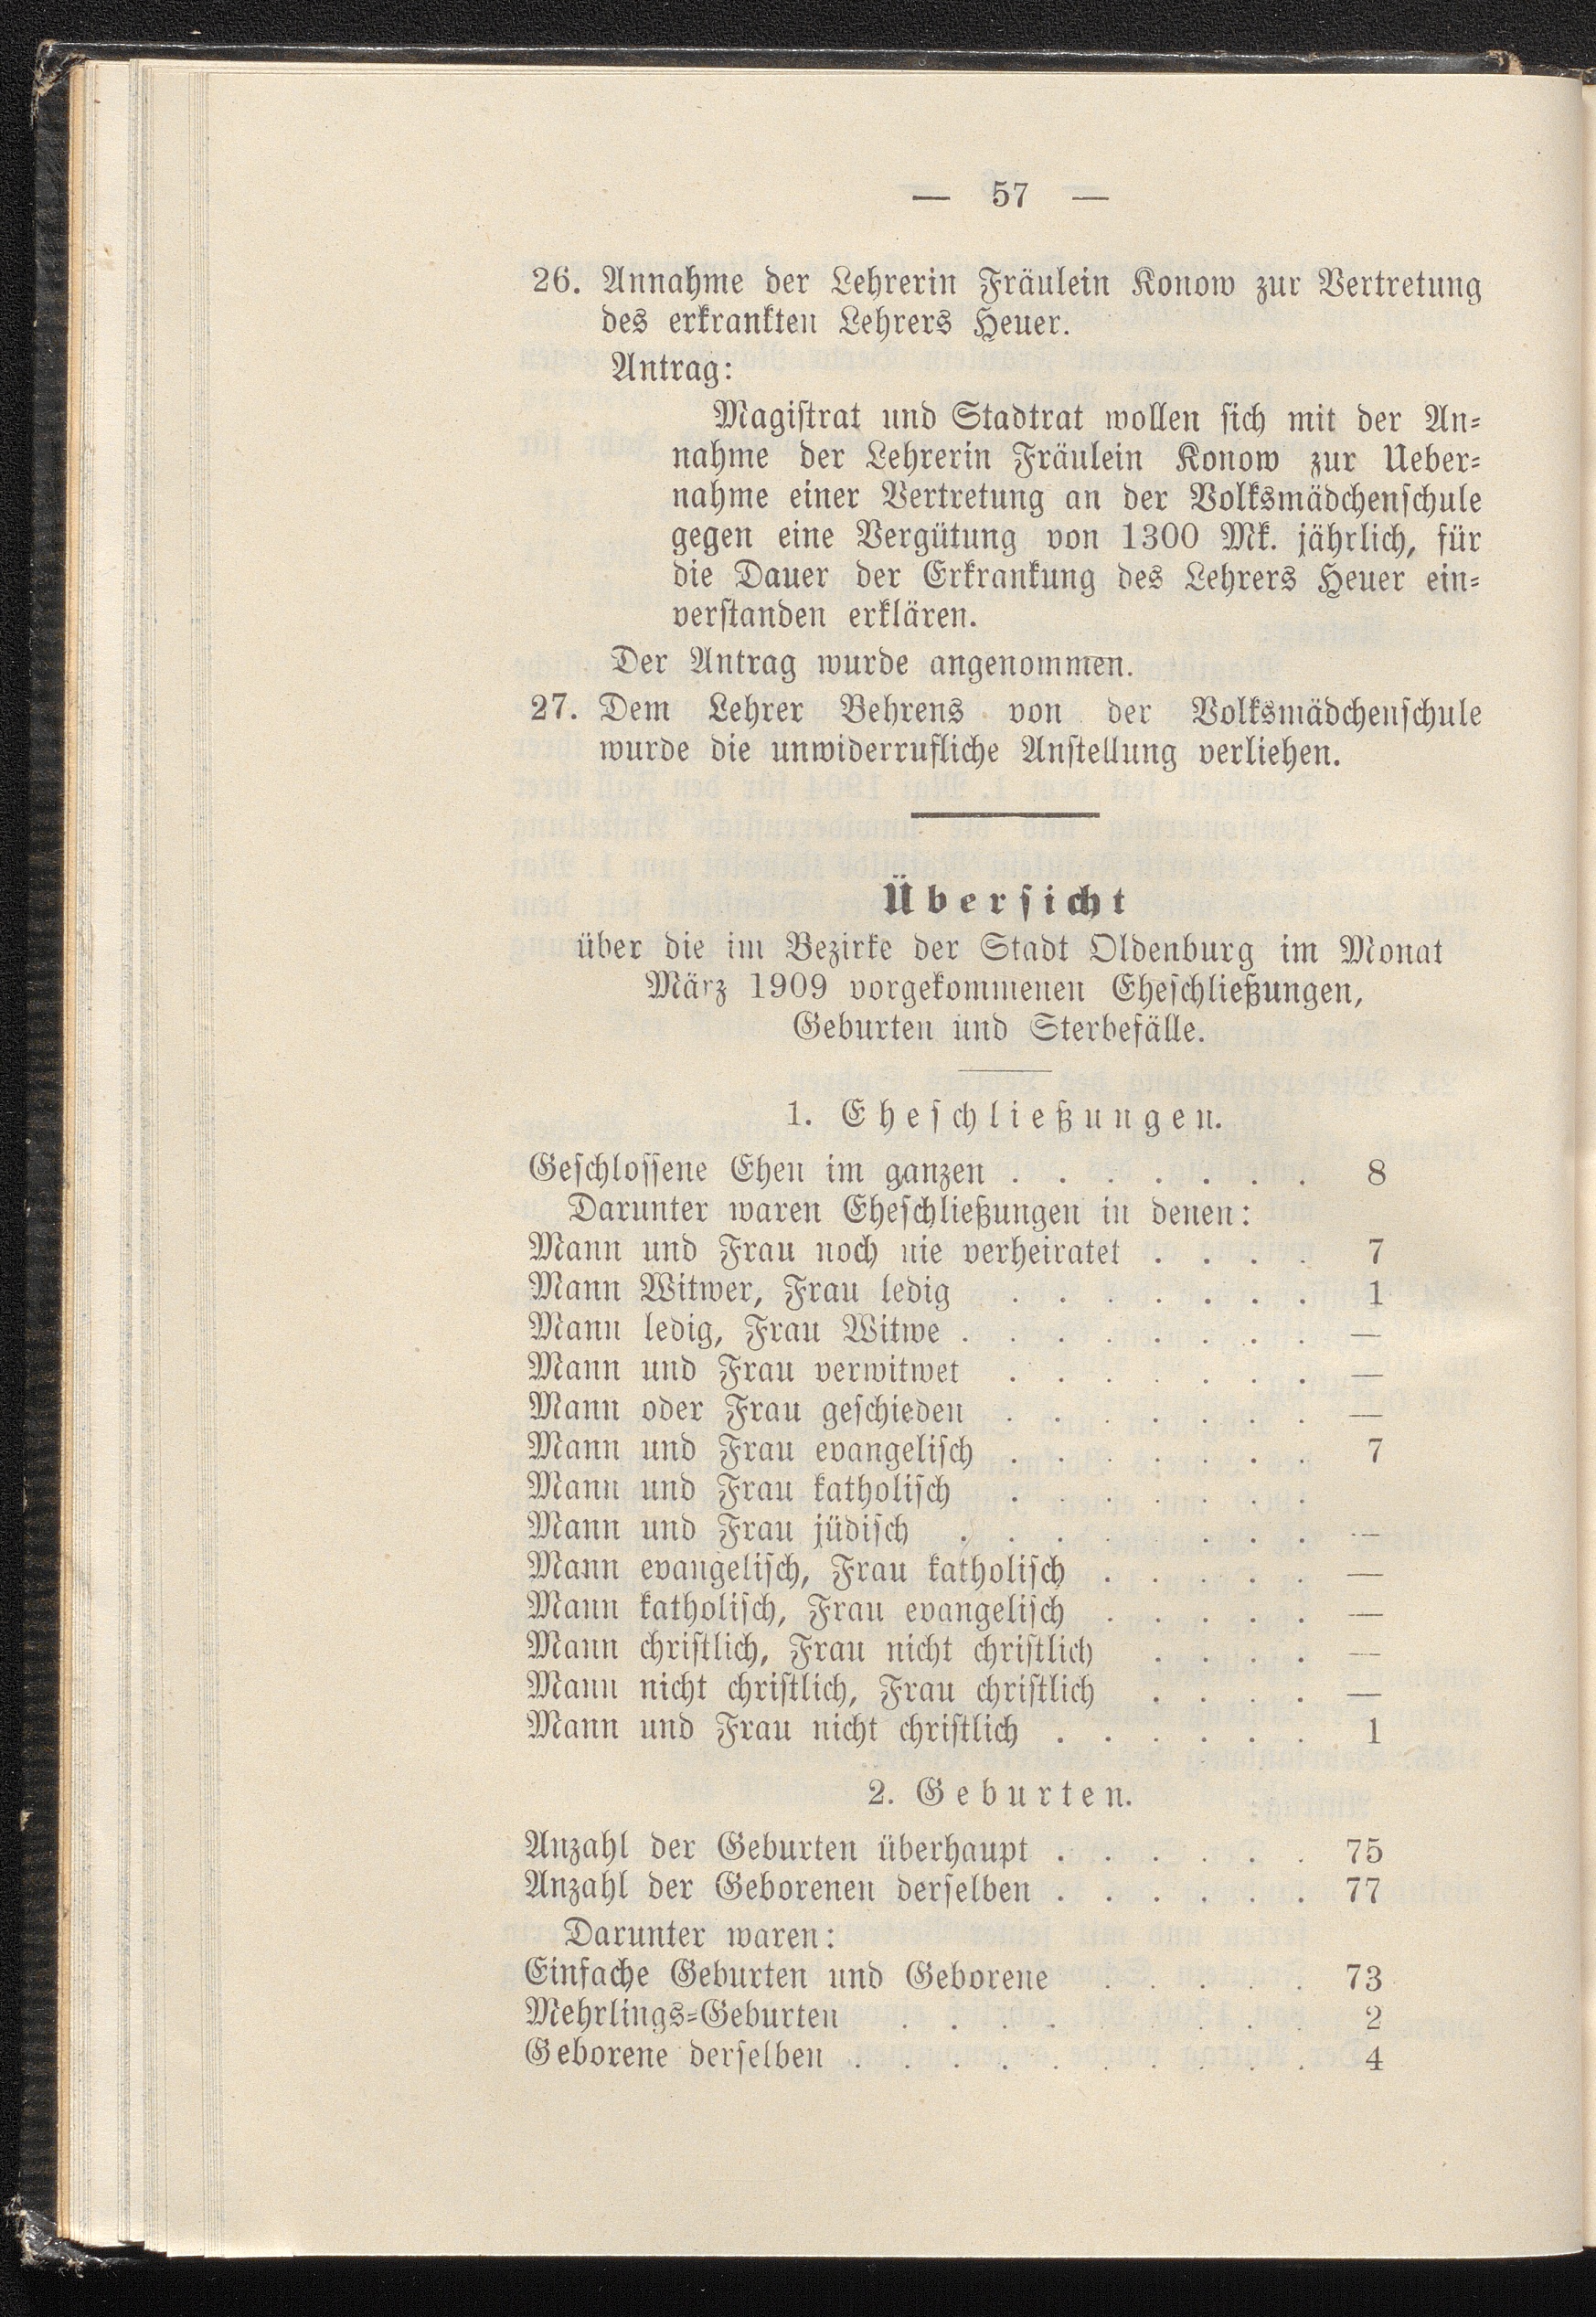 — 57 —
26. Annahme der Lehrerin Fräulein Konow zur Vertretung
des erkrankten Lehrers Heuer.
Antrag:
Magistrat und Stadtrat wollen sich mit der An-
nahme der Lehrerin Fräulein Konow zur Ueber-
nahme einer Vertretung an der Volksmädchenschule
gegen eine Vergütung von 1300 Mk. jährlich, für
die Dauer der Erkrankung des Lehrers Heuer ein-
verstanden erklären.
Der Antrag wurde angenommen.
27. Dem Lehrer Behrens von der Volksmädchenschule
wurde die unwiderrufliche Anstellung verliehen.
Übersicht
über die im Bezirke der Stadt Oldenburg im Monat
März 1909 vorgekommenen Eheschließungen,
Geburten und Sterbefälle.
1. Eheschließungen.
Geschlossene Ehen im ganzen . . . . . . . 8
Darunter waren Eheschließungen in denen:
Mann und Frau noch nie verheiratet . . . . 7
Mann Witwer, Frau ledig . . . . . . . 1
Mann ledig, Frau Witwe . . . . . . . . —
Mann und Frau verwitwet . . . . . . . —
Mann oder Frau geschieden . . . . . . . —
Mann und Frau evangelisch . . . . . . . 7
Mann und Frau katholisch . . . . . . .
Mann und Frau jüdisch . . . . . . . . —
Mann evangelisch, Frau katholisch . . . . . —
Mann katholisch, Frau evangelisch . . . . . —
Mann christlich, Frau nicht christlich . . . . —
Mann nicht christlich, Frau christlich . . . . —
Mann und Frau nicht christlich . . . . . . 1
2. Geburten.
Anzahl der Geburten überhaupt . . . . . . 75
Anzahl der Geborenen derselben . . . . . . 77
Darunter waren:
Einfache Geburten und Geborene . . . . . 73
Mehrlings-Geburten . . . . . . . . . 2
Geborene derselben . . . . . . . . . . 4